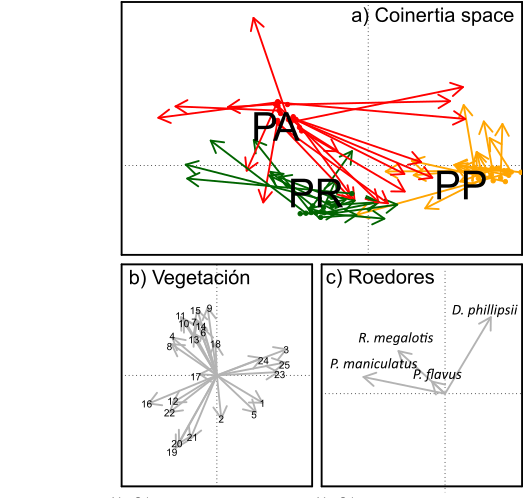 a) Coinertia space
PA
PR
PP
b) Vegetación
9
15
11
7
10
14
6
4
13
8
18
3
24
25
17
23
16
12
1
22
5
2
21
20
19
c) Roedores
D. phillipsii
R. megalotis
P. maniculatus
P. flavus